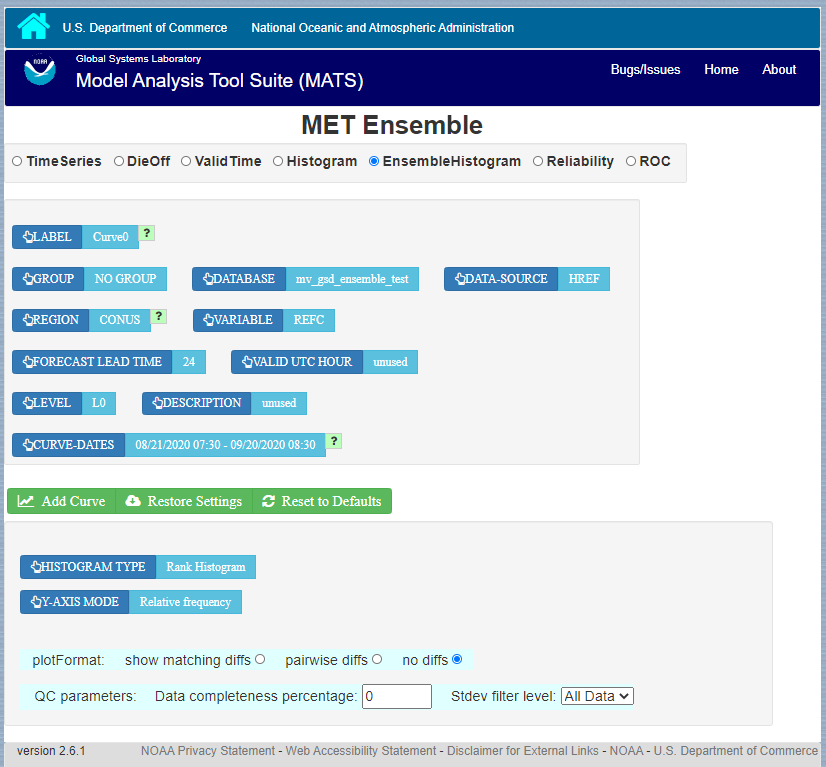 U.S. Department of Commerce National Oceanic and Atmospheric Administration
NOAA
Global Systems Laboratory
Model Analysis Tool Suite (MATS)
Bugs/Issues Home About
MET Ensemble
TimeSeries DieOff ValidTime Histogram EnsembleHistogram Reliability ROC
LABEL Curve0 ?
GROUP NO GROUP DATABASE mv_gsd_ensemble_test DATA-SOURCE HREF
REGION CONUS ? VARIABLE REFC
FORECAST LEAD TIME 24 VALID UTC HOUR unused
LEVEL L0 DESCRIPTION unused
CURVE-DATES 08/21/2020 07:30 - 09/20/2020 08:30 ?
Add Curve Restore Settings Reset to Defaults
HISTOGRAM TYPE Rank Histogram
Y-AXIS MODE Relative frequency
plotFormat: show matching diffs pairwise diffs no diffs
QC parameters: Data completeness percentage: 0 Stdev filter level: All Data
version 2.6.1 NOAA Privacy Statement - Web Accessibility Statement - Disclaimer for External Links - NOAA - U.S. Department of Commerce